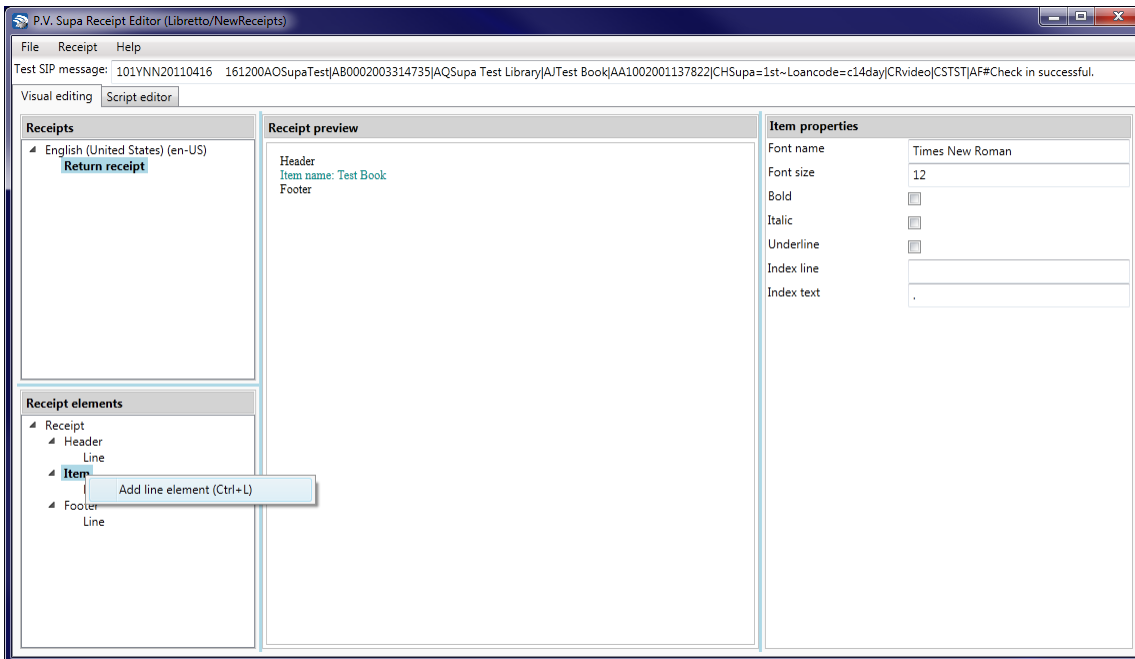 P.V. Supa Receipt Editor (Libretto/NewReceipts)
File Receipt Help
Test SIP message: 101YNN20110416    161200AOSupaTest|AB0002003314735|AQSupa Test Library|AJTest Book|AA1002001137822|CHSupa=1st~Loancode=c14day|CRvideo|CSTST|AF#Check in successful.
Visual editing Script editor
Receipts
English (United States) (en-US)
Return receipt
Receipt preview
Header
Item name: Test Book
Footer
Item properties
Font name Times New Roman
Font size 12
Bold
Italic
Underline
Index line
Index text ,
Receipt elements
Receipt
Header
Line
Item
Add line element (Ctrl+L)
Footer
Line